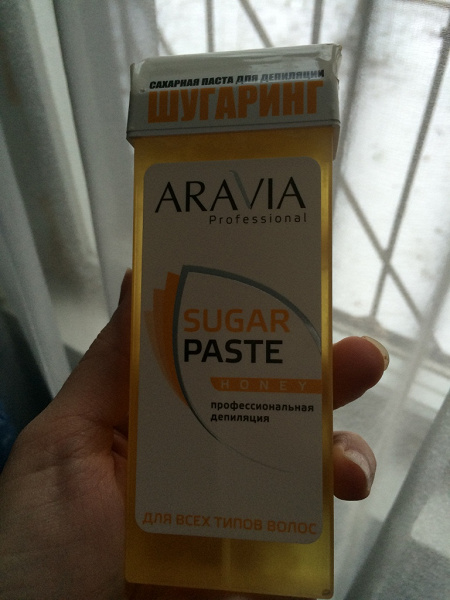 САХАРНАЯ ПАСТА ДЛЯ ДЕПИЛЯЦИИ
ШУГАРИНГ
ARAVIA
Professional
SUGAR
PASTE
HONEY
профессиональная
депиляция
ДЛЯ ВСЕХ ТИПОВ ВОЛОС